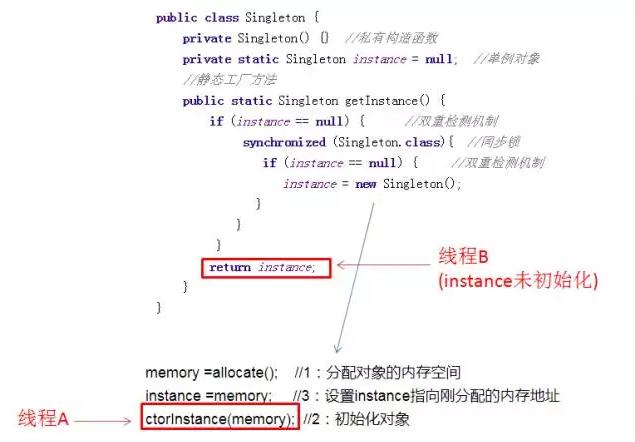 public class Singleton {
private Singleton() {} //私有构造函数
private static Singleton instance = null; //单例对象
//静态工厂方法
public static Singleton getInstance() {
if (instance == null) { //双重检测机制
synchronized (Singleton.class){ //同步锁
if (instance == null) { //双重检测机制
instance = new Singleton();
}
}
}
return instance;
}
}
线程B
(instance未初始化)
memory =allocate(); //1：分配对象的内存空间
instance =memory; //3：设置instance指向刚分配的内存地址
线程A
ctorInstance(memory); //2：初始化对象